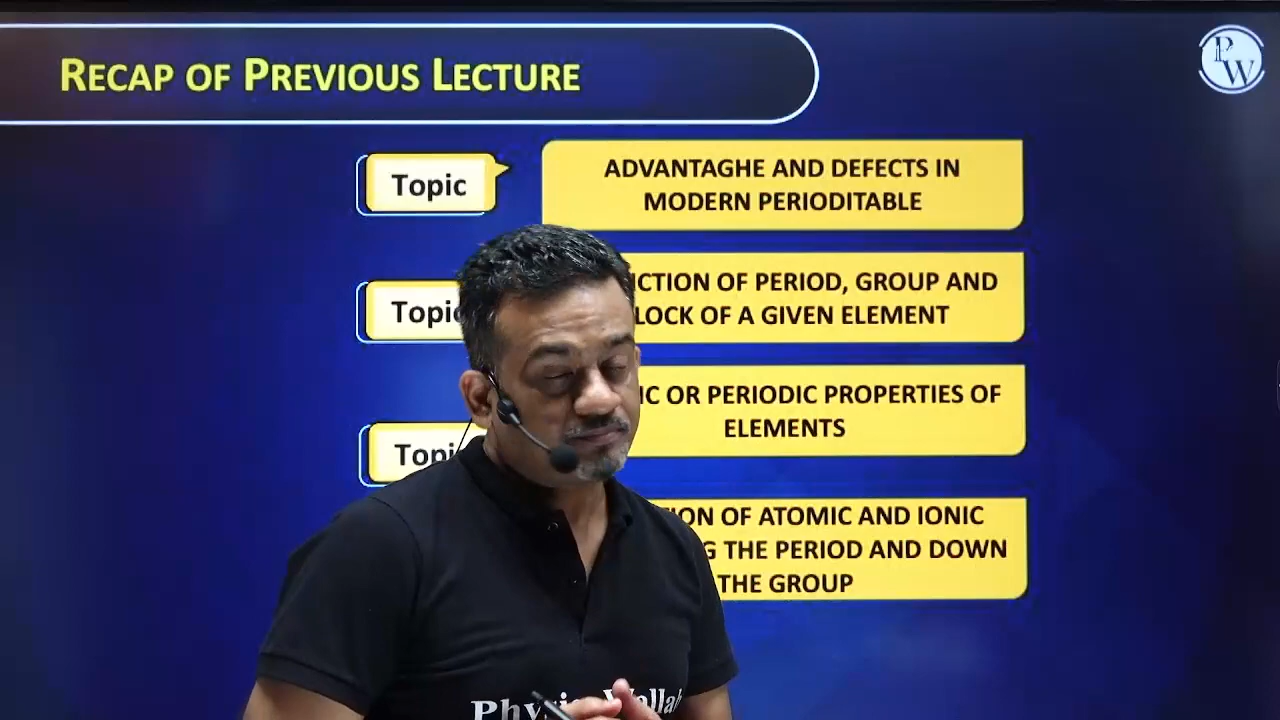 RECAP OF PREVIOUS LECTURE
PW
Topic
ADVANTAGHE AND DEFECTS IN
MODERN PERIODITABLE
OF PERIOD, GROUP AND
OF A GIVEN ELEMENT
OR PERIODIC PROPERTIES OF
ELEMENTS
OF ATOMIC AND IONIC
THE PERIOD AND DOWN
THE GROUP